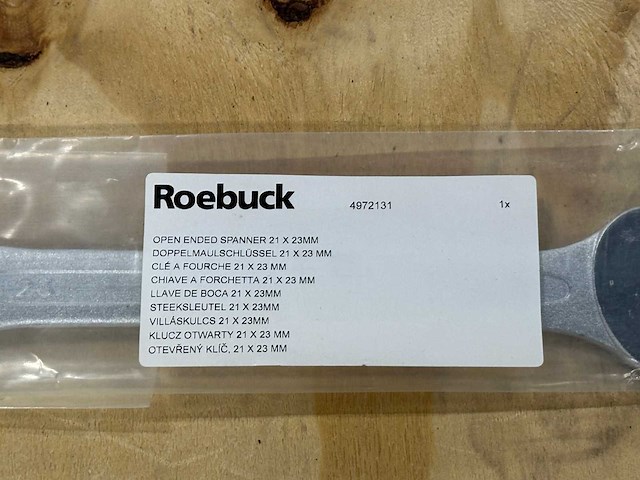 Roebuck 4972131 1x
OPEN ENDED SPANNER 21 X 23MM
DOPPELMAULSCHLÜSSEL 21 X 23 MM
CLÉ A FOURCHE 21 X 23 MM
CHIAVE A FORCHETTA 21 X 23 MM
LLAVE DE BOCA 21 X 23MM
STEEKSLEUTEL 21 X 23MM
VILLÁSKULCS 21 X 23MM
KLUCZ OTWARTY 21 X 23 MM
OTEVŘENÝ KLÍČ, 21 X 23 MM